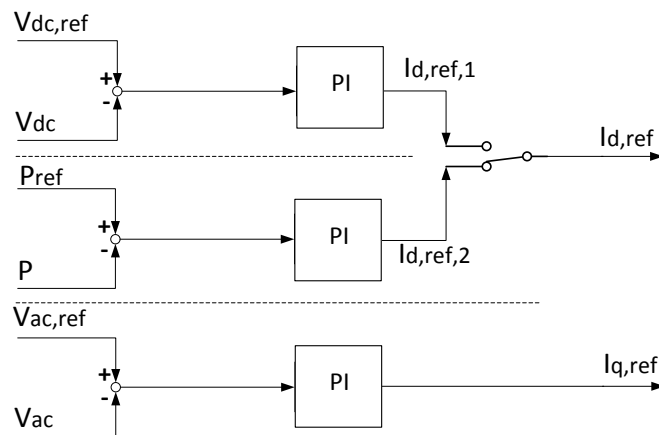 Vdc,ref
+
-
Vdc
PI
Id,ref,1
Id,ref
Pref
+
-
P
PI
Id,ref,2
Vac,ref
+
-
Vac
PI
Iq,ref